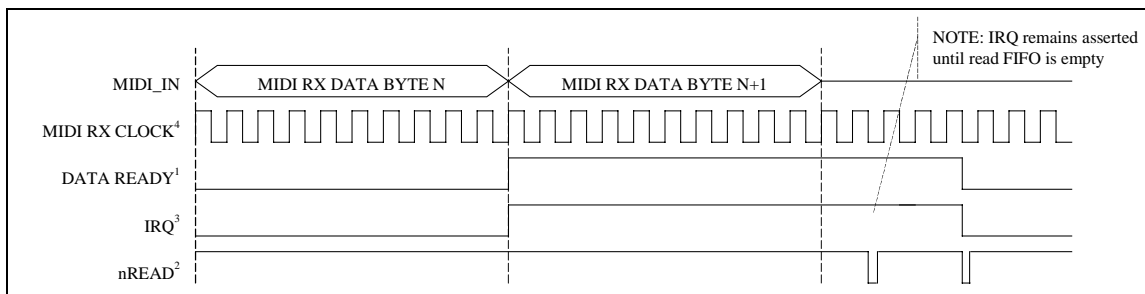 NOTE: IRQ remains asserted
until read FIFO is empty
MIDI_IN
MIDI RX DATA BYTE N
MIDI RX DATA BYTE N+1
MIDI RX CLOCK⁴
DATA READY¹
IRQ³
nREAD²